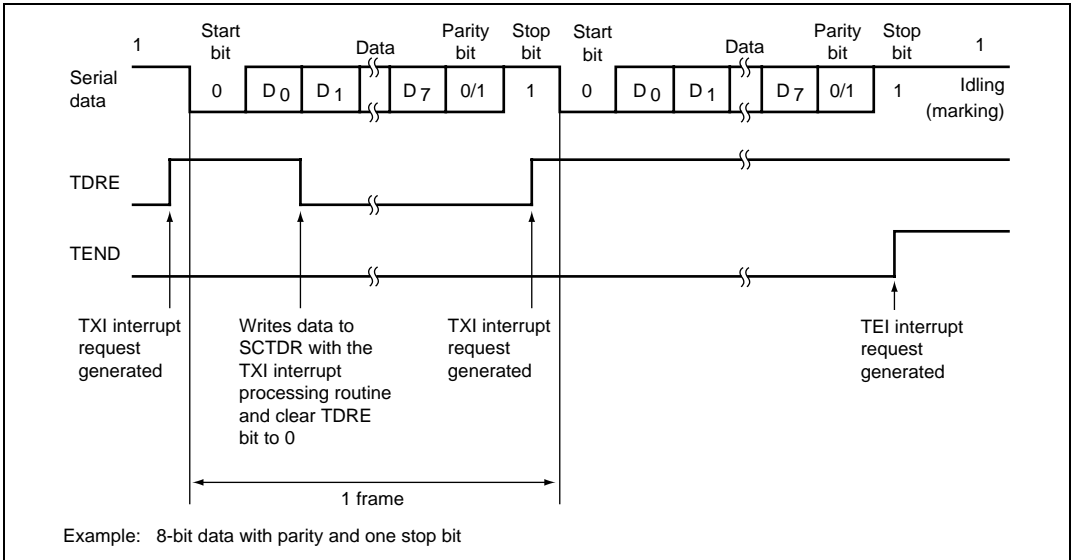 1 Start bit Data Parity bit Stop bit Start bit Data Parity bit Stop bit 1
Serial data 0 D0 D1 D7 0/1 1 0 D0 D1 D7 0/1 1 Idling (marking)
TDRE
TEND
TXI interrupt
request
generated
Writes data to
SCTDR with the
TXI interrupt
processing routine
and clear TDRE
bit to 0
TXI interrupt
request
generated
TEI interrupt
request
generated
1 frame
Example: 8-bit data with parity and one stop bit